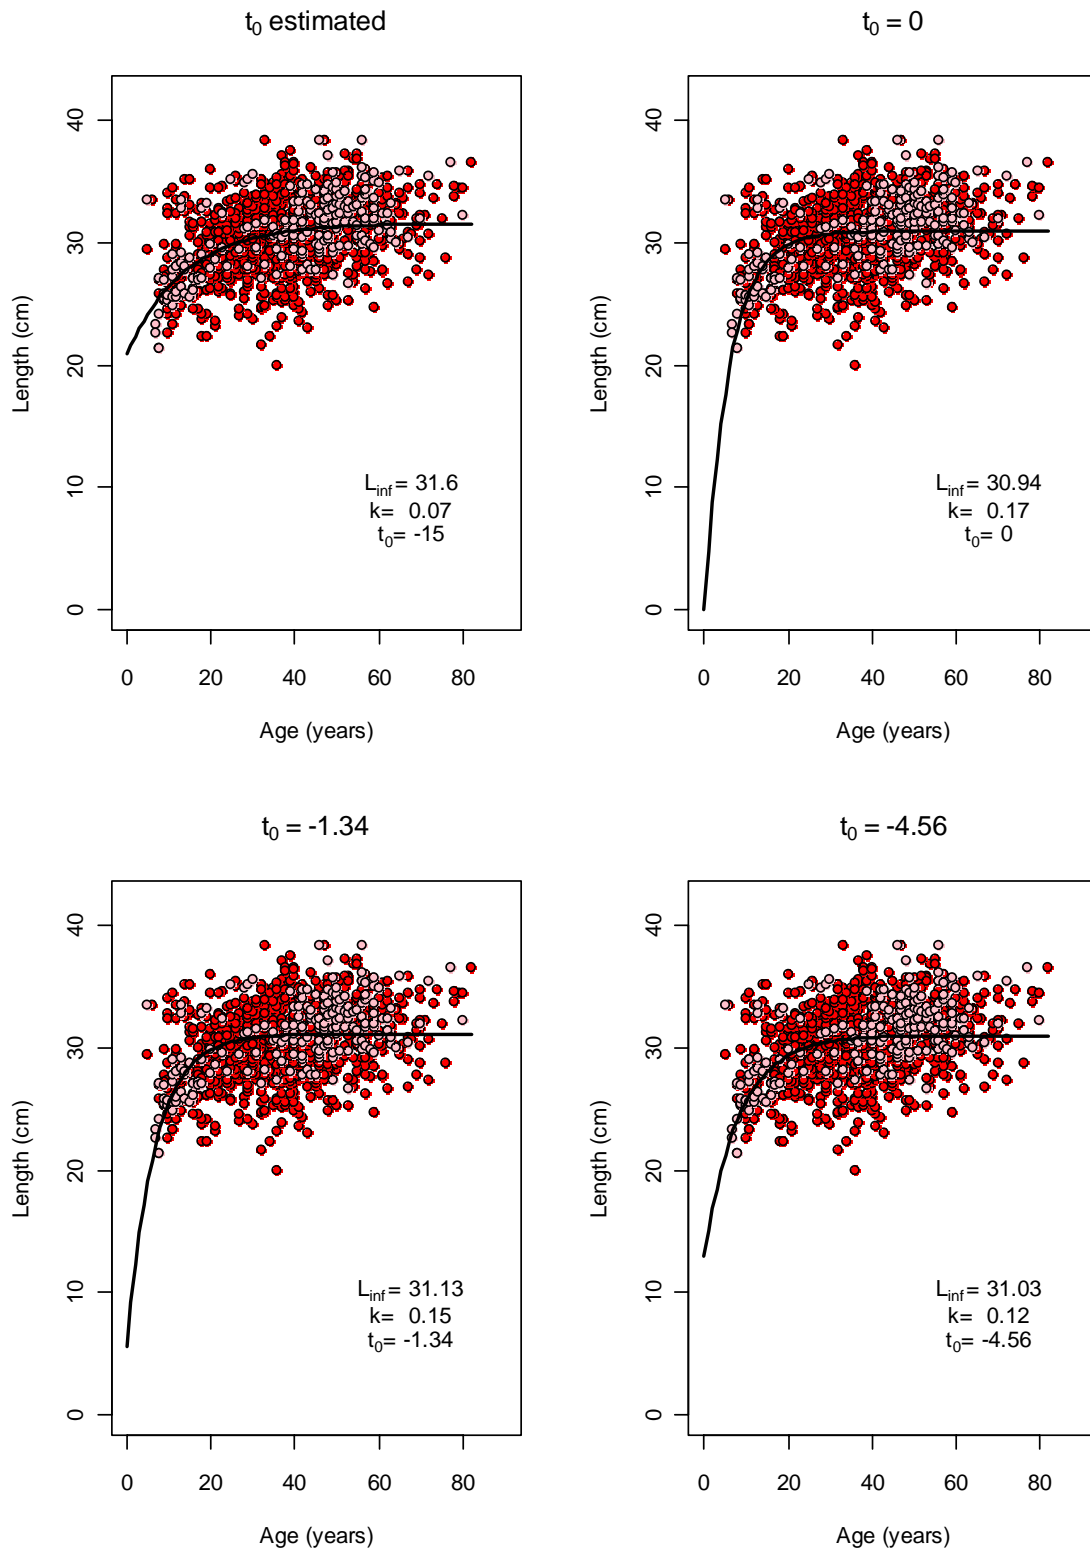 t₀ estimated
Length (cm)
40
30
20
10
0
L_inf = 31.6
k= 0.07
t₀= -15
0 20 40 60 80
Age (years)
t₀ = 0
Length (cm)
40
30
20
10
0
L_inf = 30.94
k= 0.17
t₀= 0
0 20 40 60 80
Age (years)
t₀ = -1.34
Length (cm)
40
30
20
10
0
L_inf = 31.13
k= 0.15
t₀= -1.34
0 20 40 60 80
Age (years)
t₀ = -4.56
Length (cm)
40
30
20
10
0
L_inf = 31.03
k= 0.12
t₀= -4.56
0 20 40 60 80
Age (years)